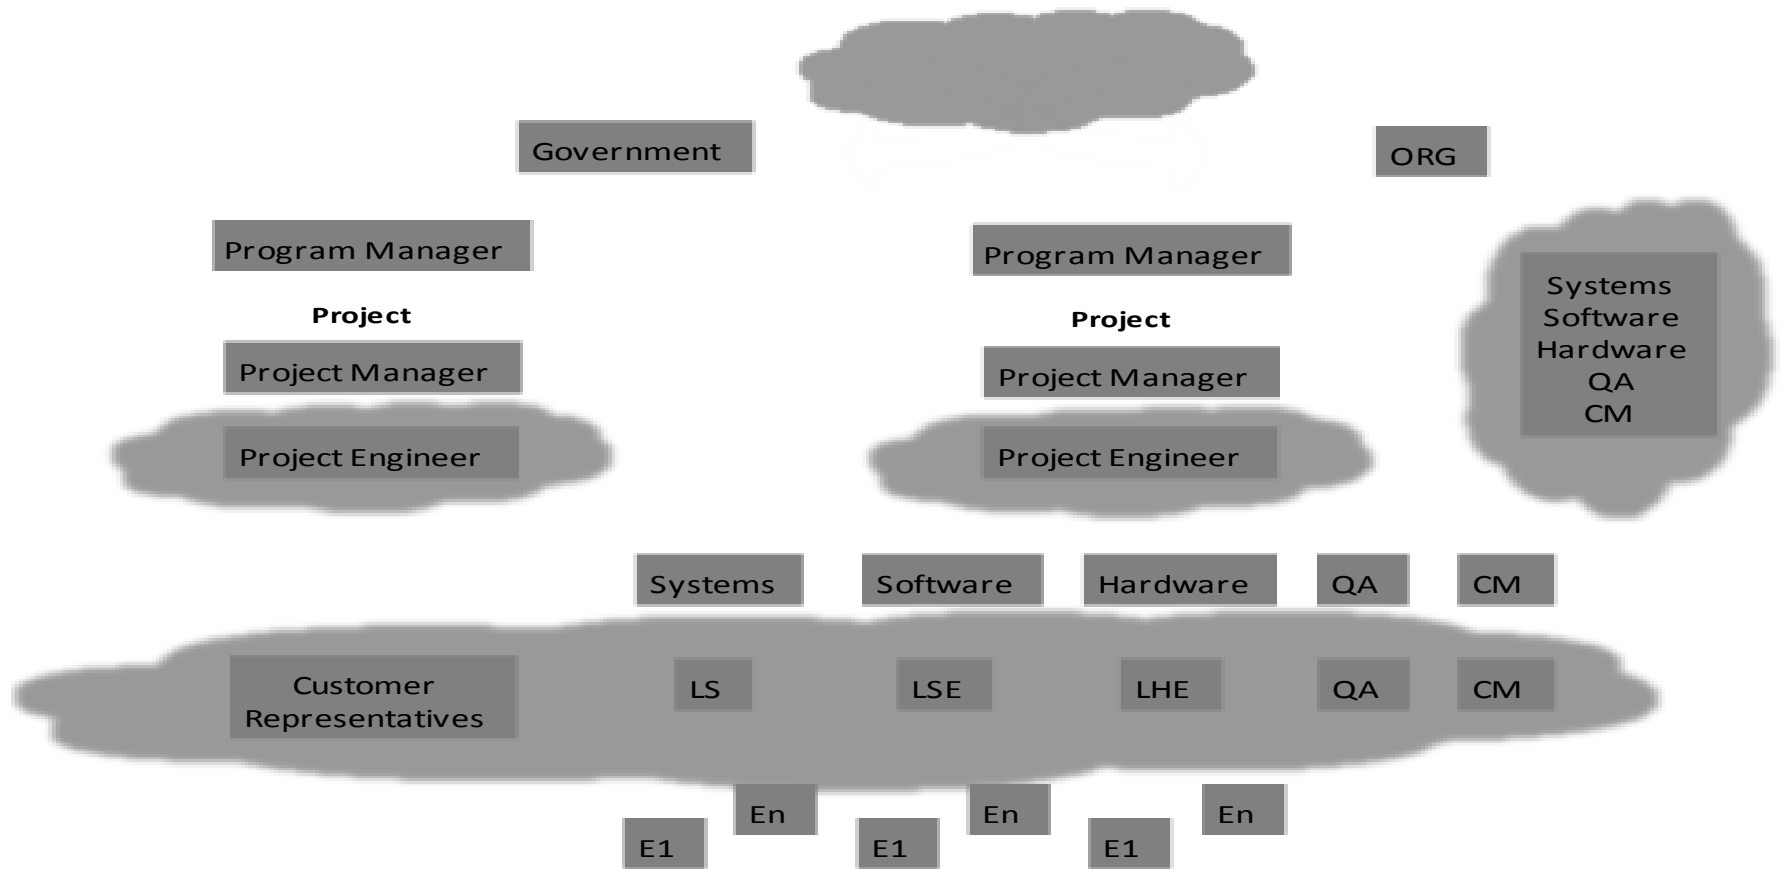 Government
ORG
Program Manager
Program Manager
Project
Project
Project Manager
Project Manager
Project Engineer
Project Engineer
Systems
Software
Hardware
QA
CM
Systems
Software
Hardware
QA
CM
Customer
Representatives
LS
LSE
LHE
QA
CM
En
En
En
E1
E1
E1